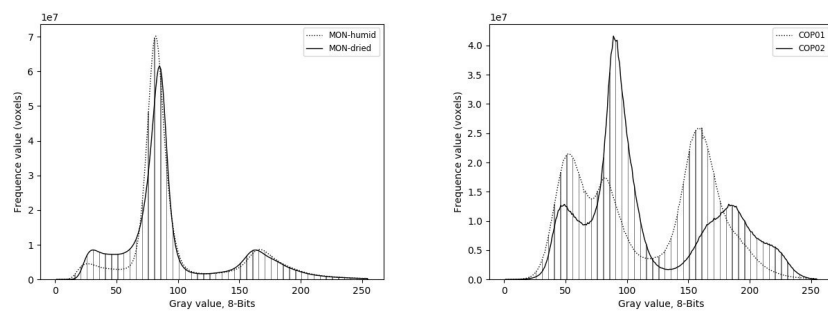 1e7
MON-humid
MON-dried
7
6
5
4
3
2
1
0
Frequence value (voxels)
0 50 100 150 200 250
Gray value, 8-Bits
1e7
COP01
COP02
4.0
3.5
3.0
2.5
2.0
1.5
1.0
0.5
0.0
Frequence value (voxels)
0 50 100 150 200 250
Gray value, 8-Bits